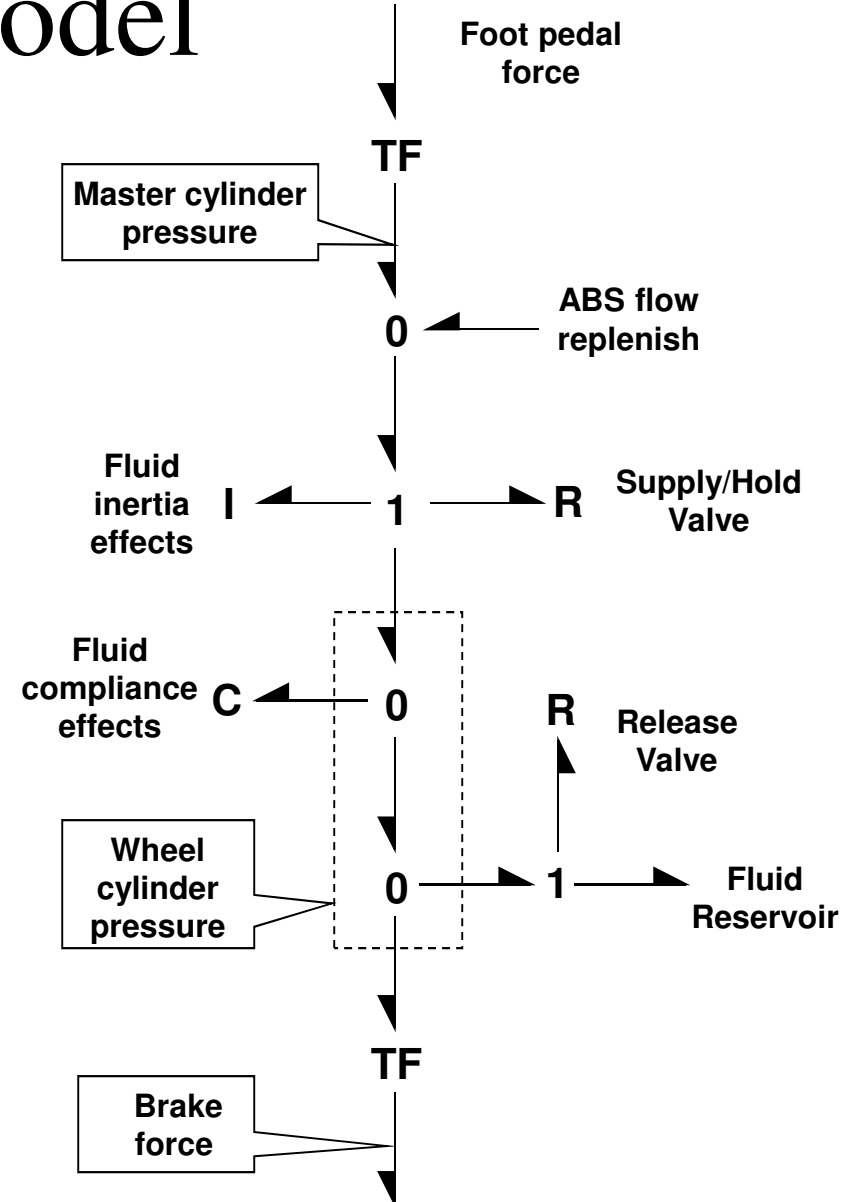 odel
Foot pedal
force
TF
Master cylinder
pressure
0
ABS flow
replenish
Fluid
inertia
effects
I
1
R
Supply/Hold
Valve
Fluid
compliance
effects
C
0
R
Release
Valve
Wheel
cylinder
pressure
0
1
Fluid
Reservoir
TF
Brake
force